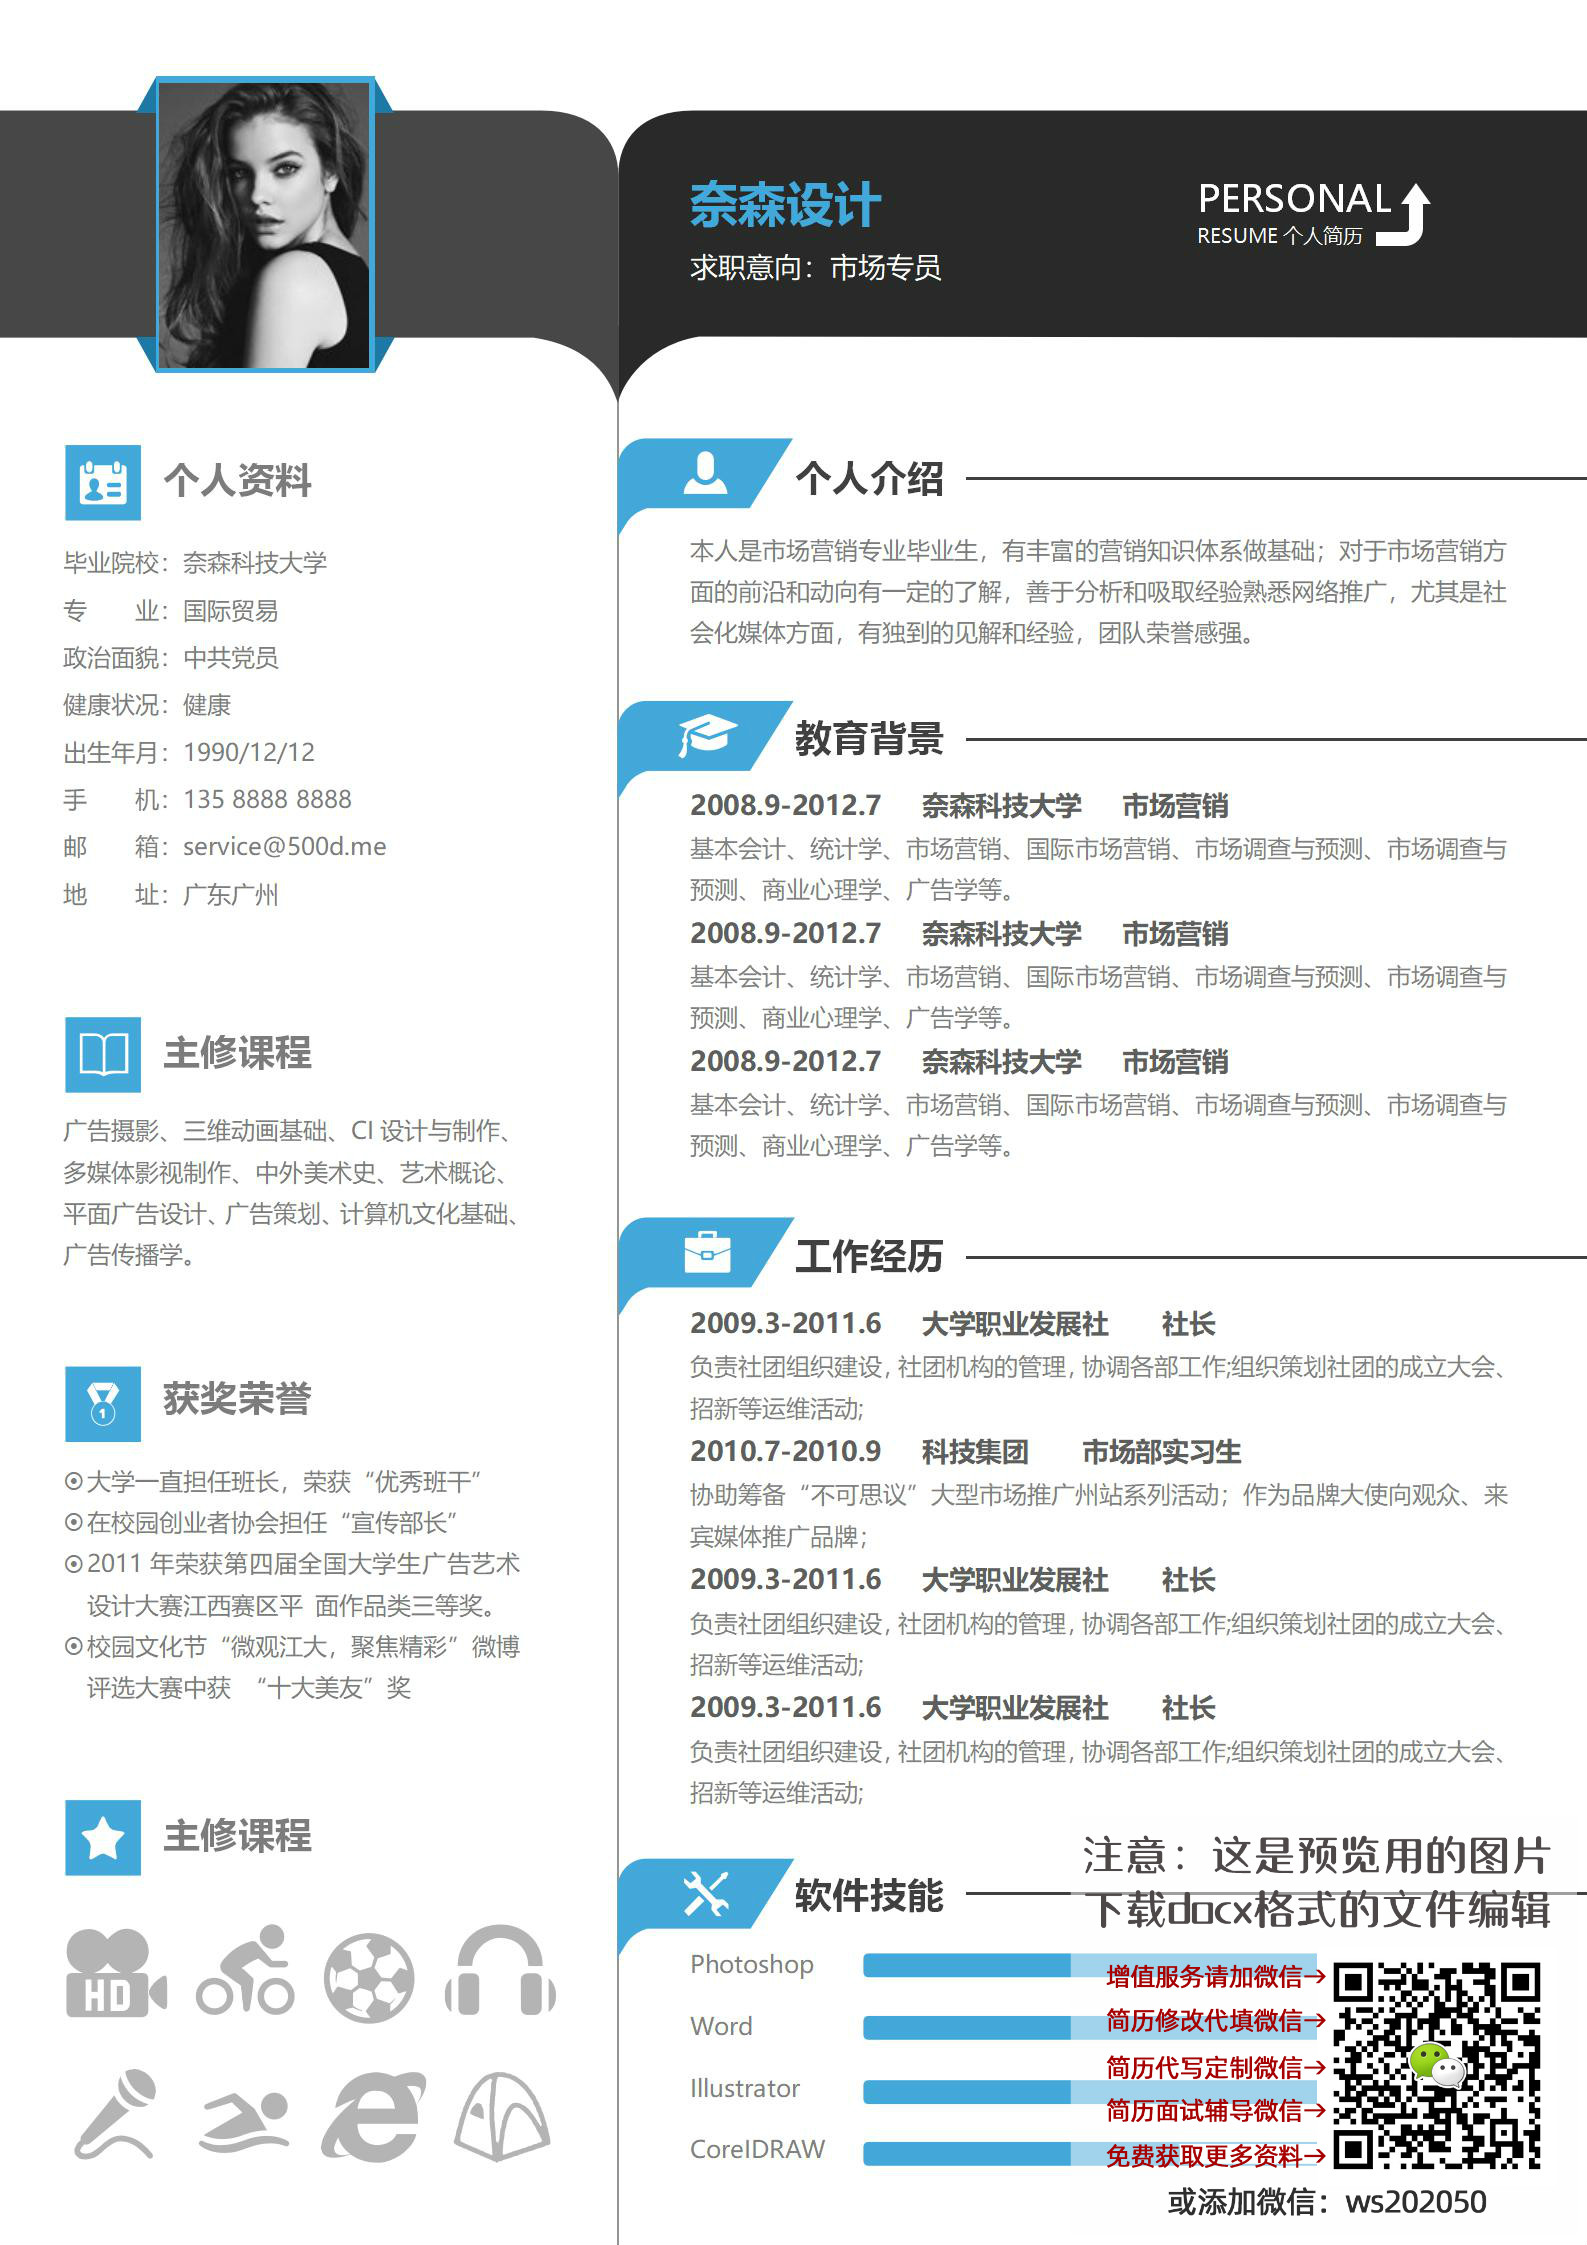 奈森设计
求职意向：市场专员
PERSONAL
RESUME 个人简历
个人资料
毕业院校：奈森科技大学
专　　业：国际贸易
政治面貌：中共党员
健康状况：健康
出生年月：1990/12/12
手　　机：135 8888 8888
邮　　箱：service@500d.me
地　　址：广东广州
主修课程
广告摄影、三维动画基础、CI 设计与制作、
多媒体影视制作、中外美术史、艺术概论、
平面广告设计、广告策划、计算机文化基础、
广告传播学。
获奖荣誉
⊙大学一直担任班长，荣获“优秀班干”
⊙在校园创业者协会担任“宣传部长”
⊙2011 年荣获第四届全国大学生广告艺术
设计大赛江西赛区平 面作品类三等奖。
⊙校园文化节“微观江大，聚焦精彩”微博
评选大赛中获 “十大美友”奖
主修课程
HD
个人介绍
本人是市场营销专业毕业生，有丰富的营销知识体系做基础；对于市场营销方
面的前沿和动向有一定的了解，善于分析和吸取经验熟悉网络推广，尤其是社
会化媒体方面，有独到的见解和经验，团队荣誉感强。
教育背景
2008.9-2012.7 奈森科技大学 市场营销
基本会计、统计学、市场营销、国际市场营销、市场调查与预测、市场调查与
预测、商业心理学、广告学等。
2008.9-2012.7 奈森科技大学 市场营销
基本会计、统计学、市场营销、国际市场营销、市场调查与预测、市场调查与
预测、商业心理学、广告学等。
2008.9-2012.7 奈森科技大学 市场营销
基本会计、统计学、市场营销、国际市场营销、市场调查与预测、市场调查与
预测、商业心理学、广告学等。
工作经历
2009.3-2011.6 大学职业发展社 社长
负责社团组织建设，社团机构的管理，协调各部工作;组织策划社团的成立大会、
招新等运维活动;
2010.7-2010.9 科技集团 市场部实习生
协助筹备“不可思议”大型市场推广州站系列活动；作为品牌大使向观众、来
宾媒体推广品牌；
2009.3-2011.6 大学职业发展社 社长
负责社团组织建设，社团机构的管理，协调各部工作;组织策划社团的成立大会、
招新等运维活动;
2009.3-2011.6 大学职业发展社 社长
负责社团组织建设，社团机构的管理，协调各部工作;组织策划社团的成立大会、
招新等运维活动;
注意：这是预览用的图片
下载docx格式的文件编辑
软件技能
Photoshop
Word
Illustrator
CorelDRAW
增值服务请加微信→
简历修改代填微信→
简历代写定制微信→
简历面试辅导微信→
免费获取更多资料→
或添加微信：ws202050